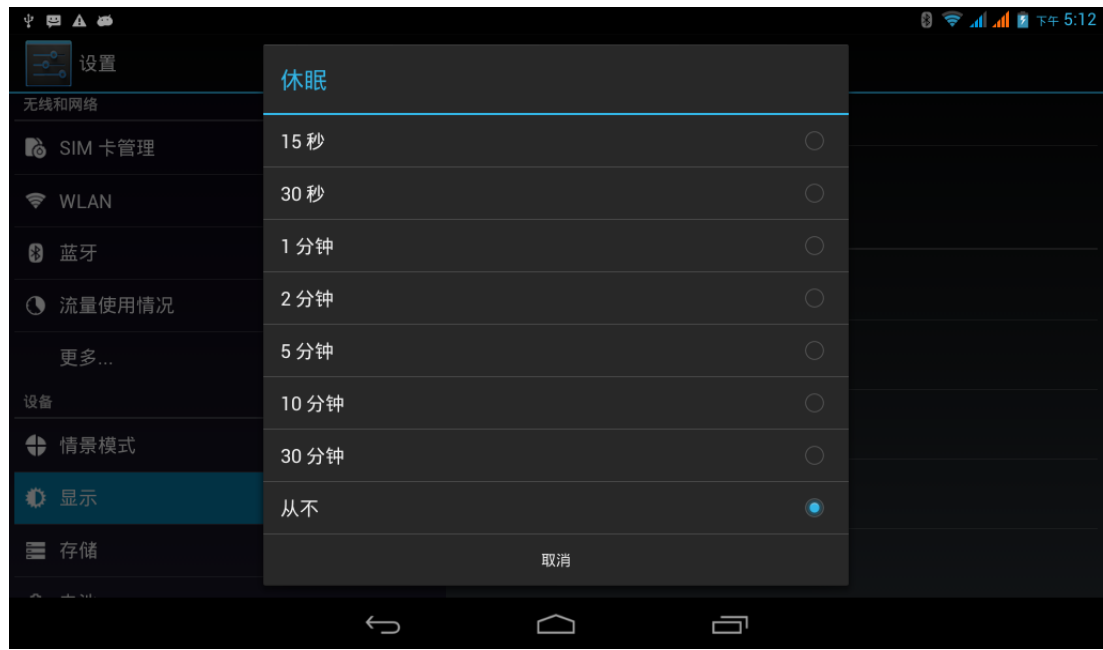 下午 5:12
设置
无线和网络
SIM 卡管理
WLAN
蓝牙
流量使用情况
更多...
设备
情景模式
显示
存储
休眠
15 秒
30 秒
1 分钟
2 分钟
5 分钟
10 分钟
30 分钟
从不
取消